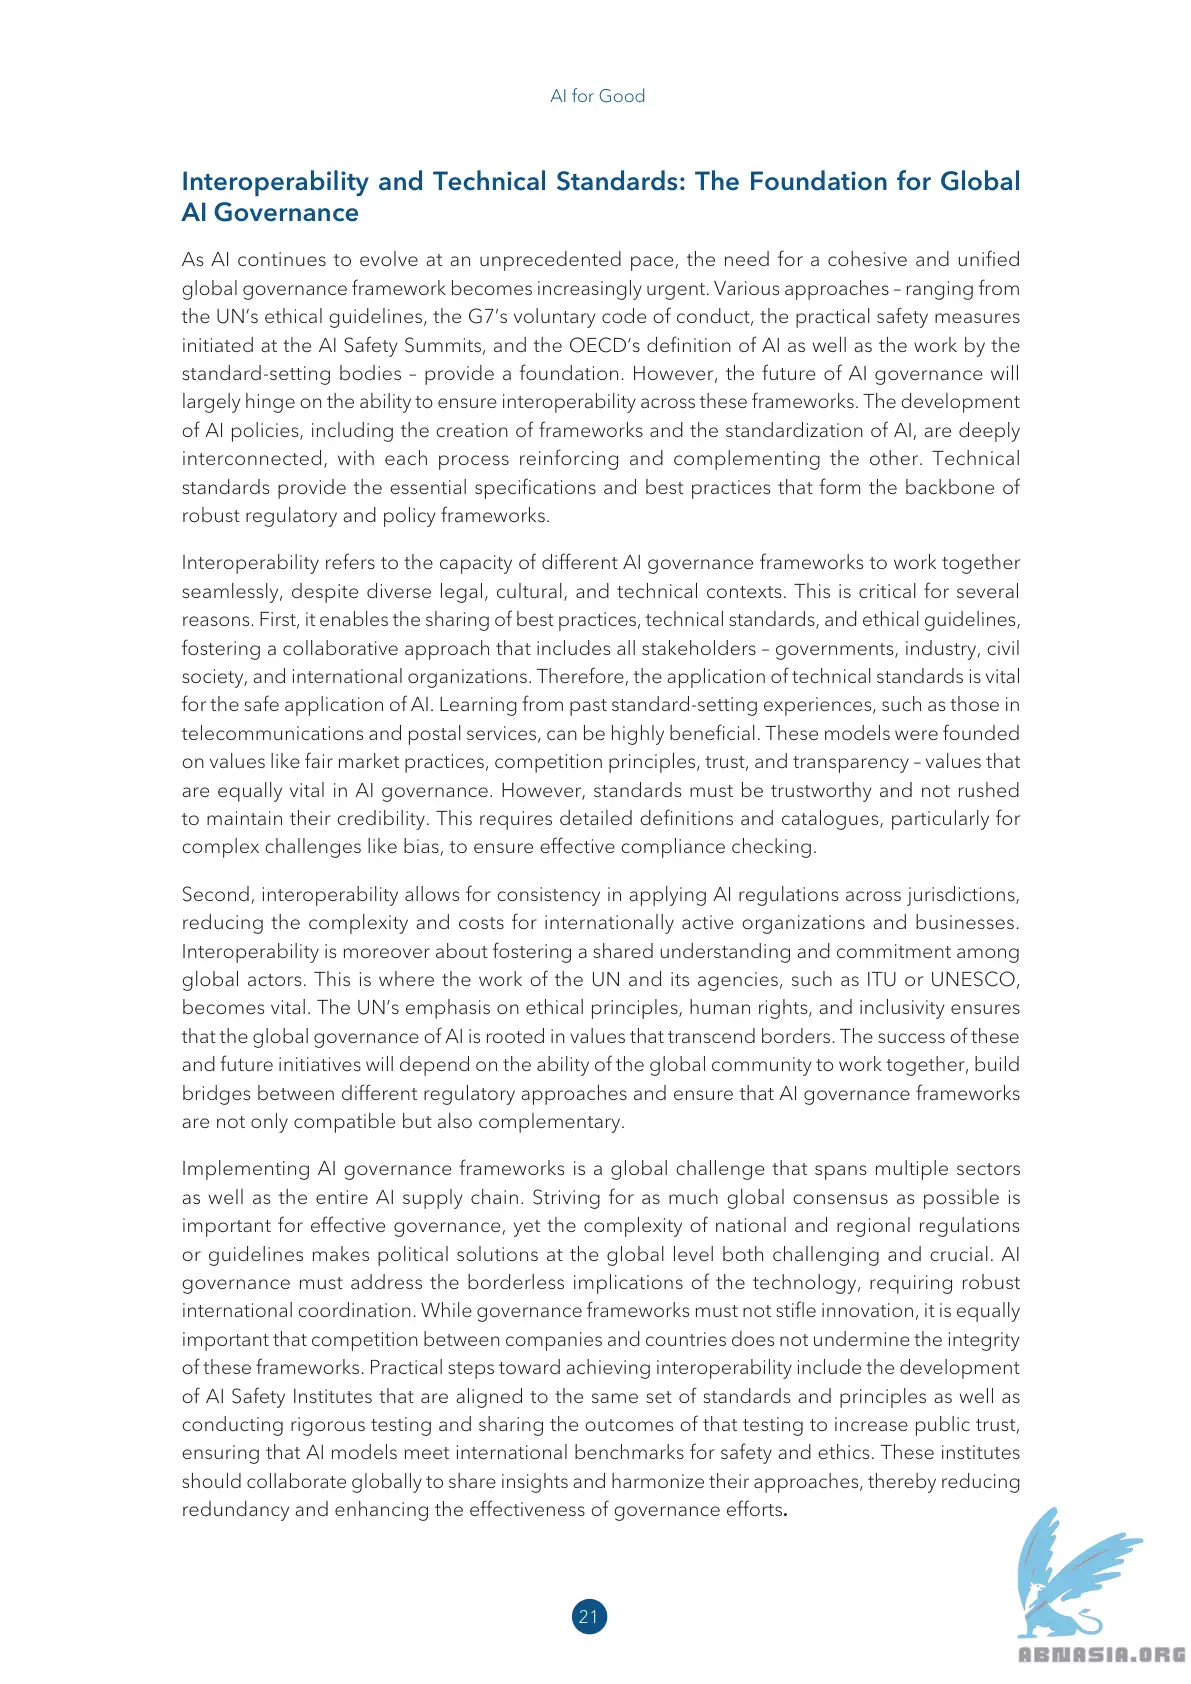 AI for Good
Interoperability and Technical Standards: The Foundation for Global
AI Governance
As AI continues to evolve at an unprecedented pace, the need for a cohesive and unified
global governance framework becomes increasingly urgent. Various approaches – ranging from
the UN’s ethical guidelines, the G7’s voluntary code of conduct, the practical safety measures
initiated at the AI Safety Summits, and the OECD’s definition of AI as well as the work by the
standard-setting bodies – provide a foundation. However, the future of AI governance will
largely hinge on the ability to ensure interoperability across these frameworks. The development
of AI policies, including the creation of frameworks and the standardization of AI, are deeply
interconnected, with each process reinforcing and complementing the other. Technical
standards provide the essential specifications and best practices that form the backbone of
robust regulatory and policy frameworks.
Interoperability refers to the capacity of different AI governance frameworks to work together
seamlessly, despite diverse legal, cultural, and technical contexts. This is critical for several
reasons. First, it enables the sharing of best practices, technical standards, and ethical guidelines,
fostering a collaborative approach that includes all stakeholders – governments, industry, civil
society, and international organizations. Therefore, the application of technical standards is vital
for the safe application of AI. Learning from past standard-setting experiences, such as those in
telecommunications and postal services, can be highly beneficial. These models were founded
on values like fair market practices, competition principles, trust, and transparency – values that
are equally vital in AI governance. However, standards must be trustworthy and not rushed
to maintain their credibility. This requires detailed definitions and catalogues, particularly for
complex challenges like bias, to ensure effective compliance checking.
Second, interoperability allows for consistency in applying AI regulations across jurisdictions,
reducing the complexity and costs for internationally active organizations and businesses.
Interoperability is moreover about fostering a shared understanding and commitment among
global actors. This is where the work of the UN and its agencies, such as ITU or UNESCO,
becomes vital. The UN’s emphasis on ethical principles, human rights, and inclusivity ensures
that the global governance of AI is rooted in values that transcend borders. The success of these
and future initiatives will depend on the ability of the global community to work together, build
bridges between different regulatory approaches and ensure that AI governance frameworks
are not only compatible but also complementary.
Implementing AI governance frameworks is a global challenge that spans multiple sectors
as well as the entire AI supply chain. Striving for as much global consensus as possible is
important for effective governance, yet the complexity of national and regional regulations
or guidelines makes political solutions at the global level both challenging and crucial. AI
governance must address the borderless implications of the technology, requiring robust
international coordination. While governance frameworks must not stifle innovation, it is equally
important that competition between companies and countries does not undermine the integrity
of these frameworks. Practical steps toward achieving interoperability include the development
of AI Safety Institutes that are aligned to the same set of standards and principles as well as
conducting rigorous testing and sharing the outcomes of that testing to increase public trust,
ensuring that AI models meet international benchmarks for safety and ethics. These institutes
should collaborate globally to share insights and harmonize their approaches, thereby reducing
redundancy and enhancing the effectiveness of governance efforts.
21
ABNASIA.ORG